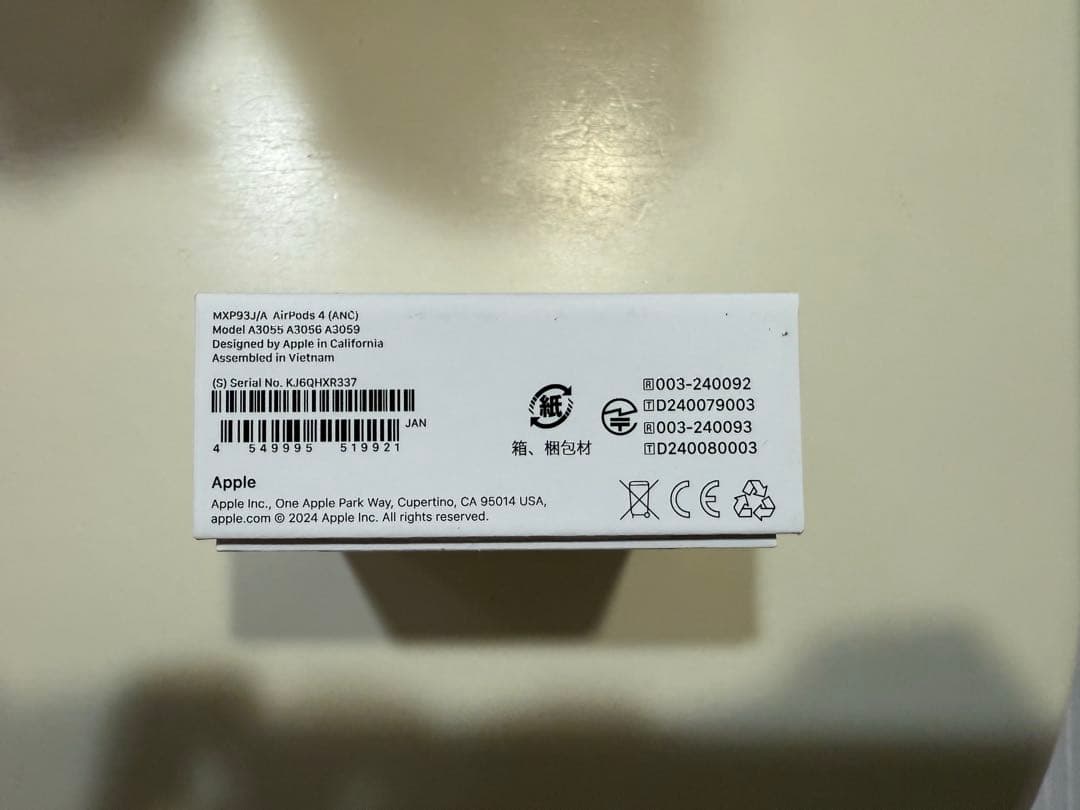 MXP93J/A AirPods 4 (ANC)
Model A3055 A3056 A3059
Designed by Apple in California
Assembled in Vietnam
(S) Serial No. KJ6QHXR337
JAN
4 549995 519921
紙
箱、梱包材
R003-240092
TD240079003
R003-240093
TD240080003
Apple
Apple Inc., One Apple Park Way, Cupertino, CA 95014 USA,
apple.com © 2024 Apple Inc. All rights reserved.
CE